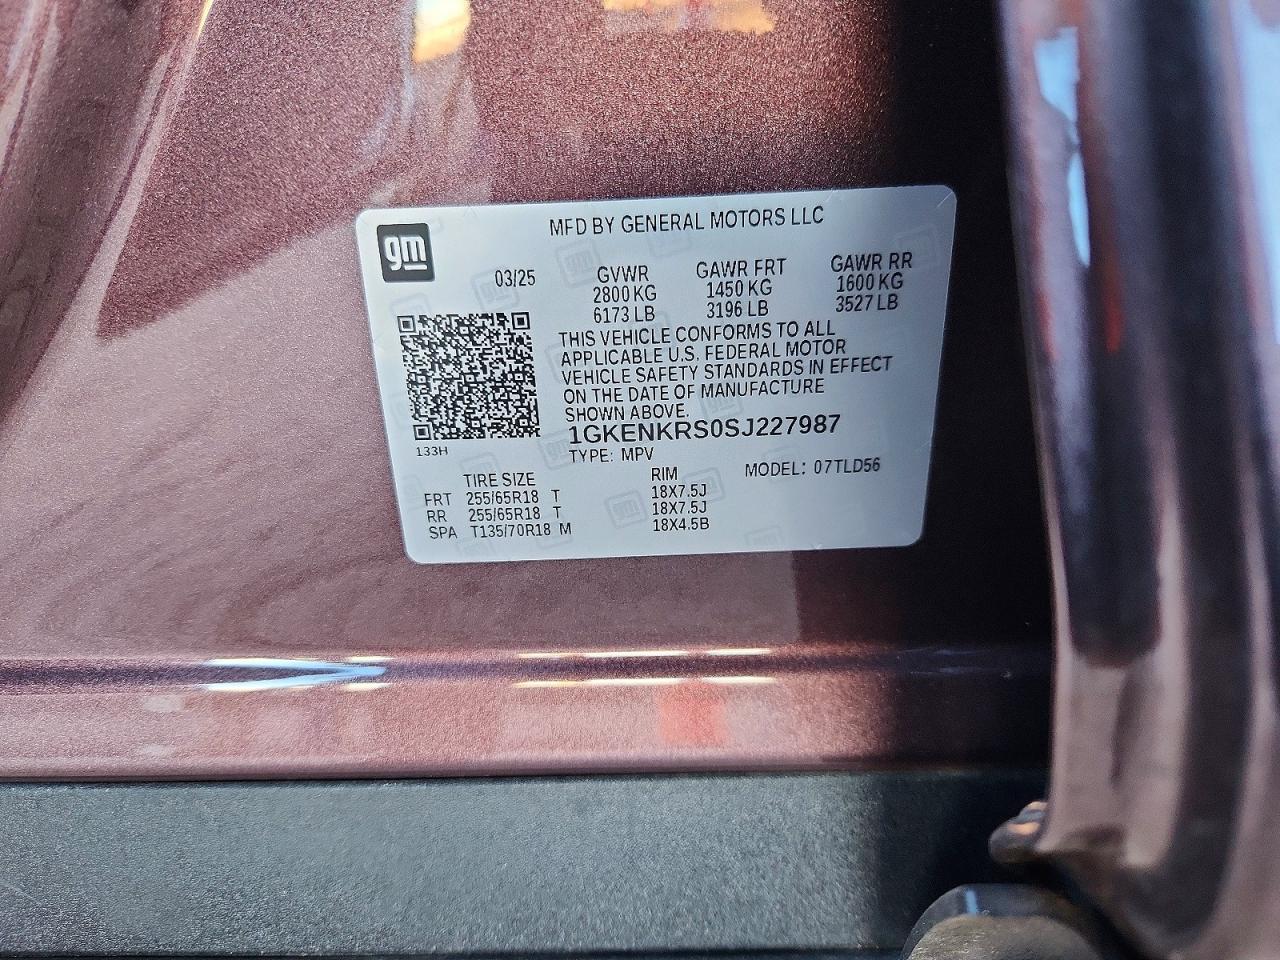 gm
MFD BY GENERAL MOTORS LLC
03/25 GVWR GAWR FRT GAWR RR
2800 KG 1450 KG 1600 KG
6173 LB 3196 LB 3527 LB
THIS VEHICLE CONFORMS TO ALL
APPLICABLE U.S. FEDERAL MOTOR
VEHICLE SAFETY STANDARDS IN EFFECT
ON THE DATE OF MANUFACTURE
SHOWN ABOVE.
1GKENKRS0SJ227987
133H
TYPE: MPV MODEL: 07TLD56
TIRE SIZE RIM
FRT 255/65R18 T 18X7.5J
RR 255/65R18 T 18X7.5J
SPA T135/70R18 M 18X4.5B